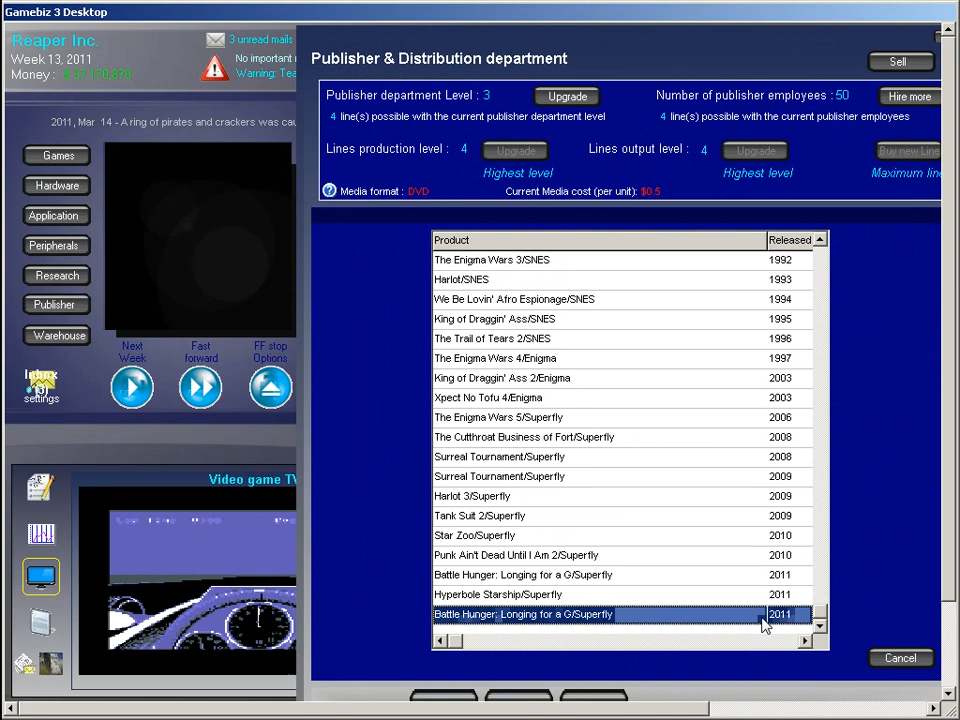 Gamebiz 3 Desktop
Reaper Inc.
Week 13, 2011
Money :
3 unread mails
No important
Warning: Tea
2011, Mar 14 - A ring of pirates and crackers was cau
Games
Hardware
Application
Peripherals
Research
Publisher
Warehouse
Next Week
Fast forward
FF stop Options
settings
Video game TV
Publisher & Distribution department
Sell
Publisher department Level : 3
Upgrade
Number of publisher employees : 50
Hire more
4 line(s) possible with the current publisher department level
4 line(s) possible with the current publisher employees
Lines production level : 4
Upgrade
Lines output level : 4
Upgrade
Buy new Line
Highest level
Highest level
Maximum line
Media format : DVD
Current Media cost (per unit): $0.5
Product Released
The Enigma Wars 3/SNES 1992
Harlot/SNES 1993
We Be Lovin' Afro Espionage/SNES 1994
King of Draggin' Ass/SNES 1995
The Trail of Tears 2/SNES 1996
The Enigma Wars 4/Enigma 1997
King of Draggin' Ass 2/Enigma 2003
Xpect No Tofu 4/Enigma 2003
The Enigma Wars 5/Superfly 2006
The Cutthroat Business of Fort/Superfly 2008
Surreal Tournament/Superfly 2008
Surreal Tournament/Superfly 2009
Harlot 3/Superfly 2009
Tank Suit 2/Superfly 2009
Star Zoo/Superfly 2010
Punk Ain't Dead Until I Am 2/Superfly 2010
Battle Hunger: Longing for a G/Superfly 2011
Hyperbole Starship/Superfly 2011
Battle Hunger: Longing for a G/Superfly 2011
Cancel